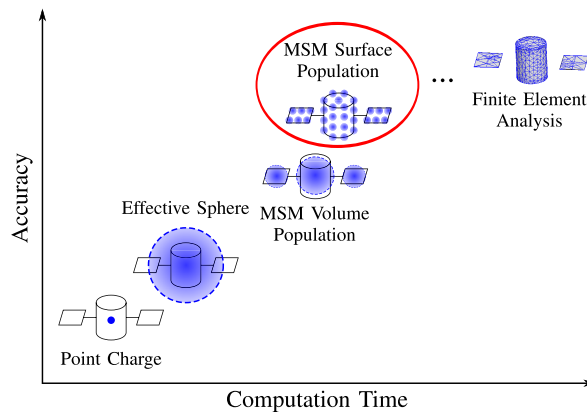 MSM Surface
Population
...
Finite Element
Analysis
MSM Volume
Population
Effective Sphere
Point Charge
Accuracy
Computation Time